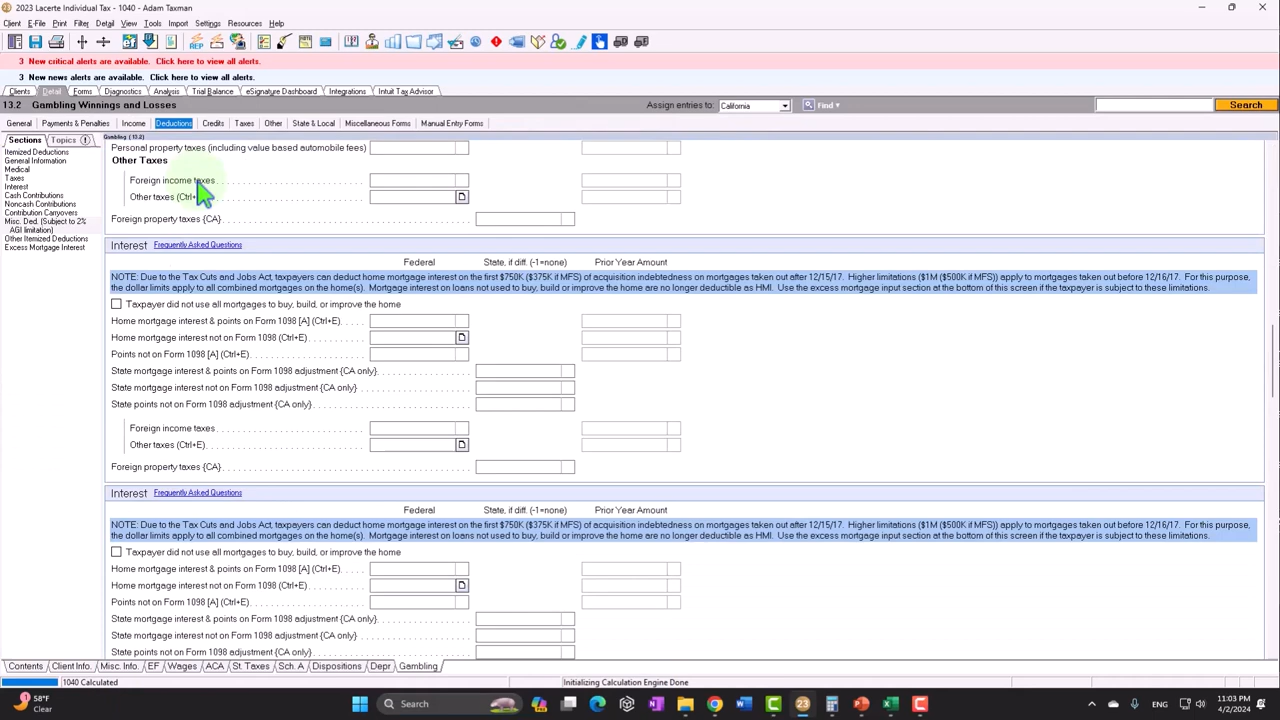 2023 Lacerte Individual Tax - 1040 - Adam Taxman
Client E-File Print Filter Detail View Tools Import Settings Resources Help
3 New critical alerts are available. Click here to view all alerts.
3 New news alerts are available. Click here to view all alerts.
Clients Detail Forms Diagnostics Analysis Trial Balance eSignature Dashboard Integrations Intuit Tax Advisor
13.2 Gambling Winnings and Losses Assign entries to: California Find Search
General Payments & Penalties Income Deductions Credits Taxes Other State & Local Miscellaneous Forms Manual Entry Forms
Sections Topics
Itemized Deductions
General Information
Medical
Taxes
Interest
Cash Contributions
Noncash Contributions
Contribution Carryovers
Misc. Ded. (Subject to 2%
AGI limitation)
Other Itemized Deductions
Excess Mortgage Interest
Gambling (13.2)
Personal property taxes (including value based automobile fees)
Other Taxes
Foreign income taxes
Other taxes (Ctrl+
Foreign property taxes {CA}
Interest Frequently Asked Questions
Federal State, if diff. (-1=none) Prior Year Amount
NOTE: Due to the Tax Cuts and Jobs Act, taxpayers can deduct home mortgage interest on the first $750K ($375K if MFS) of acquisition indebtedness on mortgages taken out after 12/15/17. Higher limitations ($1M ($500K if MFS)) apply to mortgages taken out before 12/16/17. For this purpose,
the dollar limits apply to all combined mortgages on the home(s). Mortgage interest on loans not used to buy, build or improve the home are no longer deductible as HMI. Use the excess mortgage input section at the bottom of this screen if the taxpayer is subject to these limitations.
Taxpayer did not use all mortgages to buy, build, or improve the home
Home mortgage interest & points on Form 1098 [A] (Ctrl+E)
Home mortgage interest not on Form 1098 (Ctrl+E)
Points not on Form 1098 [A] (Ctrl+E)
State mortgage interest & points on Form 1098 adjustment {CA only}
State mortgage interest not on Form 1098 adjustment {CA only}
State points not on Form 1098 adjustment {CA only}
Foreign income taxes
Other taxes (Ctrl+E)
Foreign property taxes {CA}
Interest Frequently Asked Questions
Federal State, if diff. (-1=none) Prior Year Amount
NOTE: Due to the Tax Cuts and Jobs Act, taxpayers can deduct home mortgage interest on the first $750K ($375K if MFS) of acquisition indebtedness on mortgages taken out after 12/15/17. Higher limitations ($1M ($500K if MFS)) apply to mortgages taken out before 12/16/17. For this purpose,
the dollar limits apply to all combined mortgages on the home(s). Mortgage interest on loans not used to buy, build or improve the home are no longer deductible as HMI. Use the excess mortgage input section at the bottom of this screen if the taxpayer is subject to these limitations.
Taxpayer did not use all mortgages to buy, build, or improve the home
Home mortgage interest & points on Form 1098 [A] (Ctrl+E)
Home mortgage interest not on Form 1098 (Ctrl+E)
Points not on Form 1098 [A] (Ctrl+E)
State mortgage interest & points on Form 1098 adjustment {CA only}
State mortgage interest not on Form 1098 adjustment {CA only}
State points not on Form 1098 adjustment {CA only}
Contents Client Info. Misc. Info. EF Wages ACA St. Taxes Sch. A Dispositions Depr Gambling
1040 Calculated Initializing Calculation Engine Done
58°F
Clear
Search
ENG
11:03 PM
4/2/2024